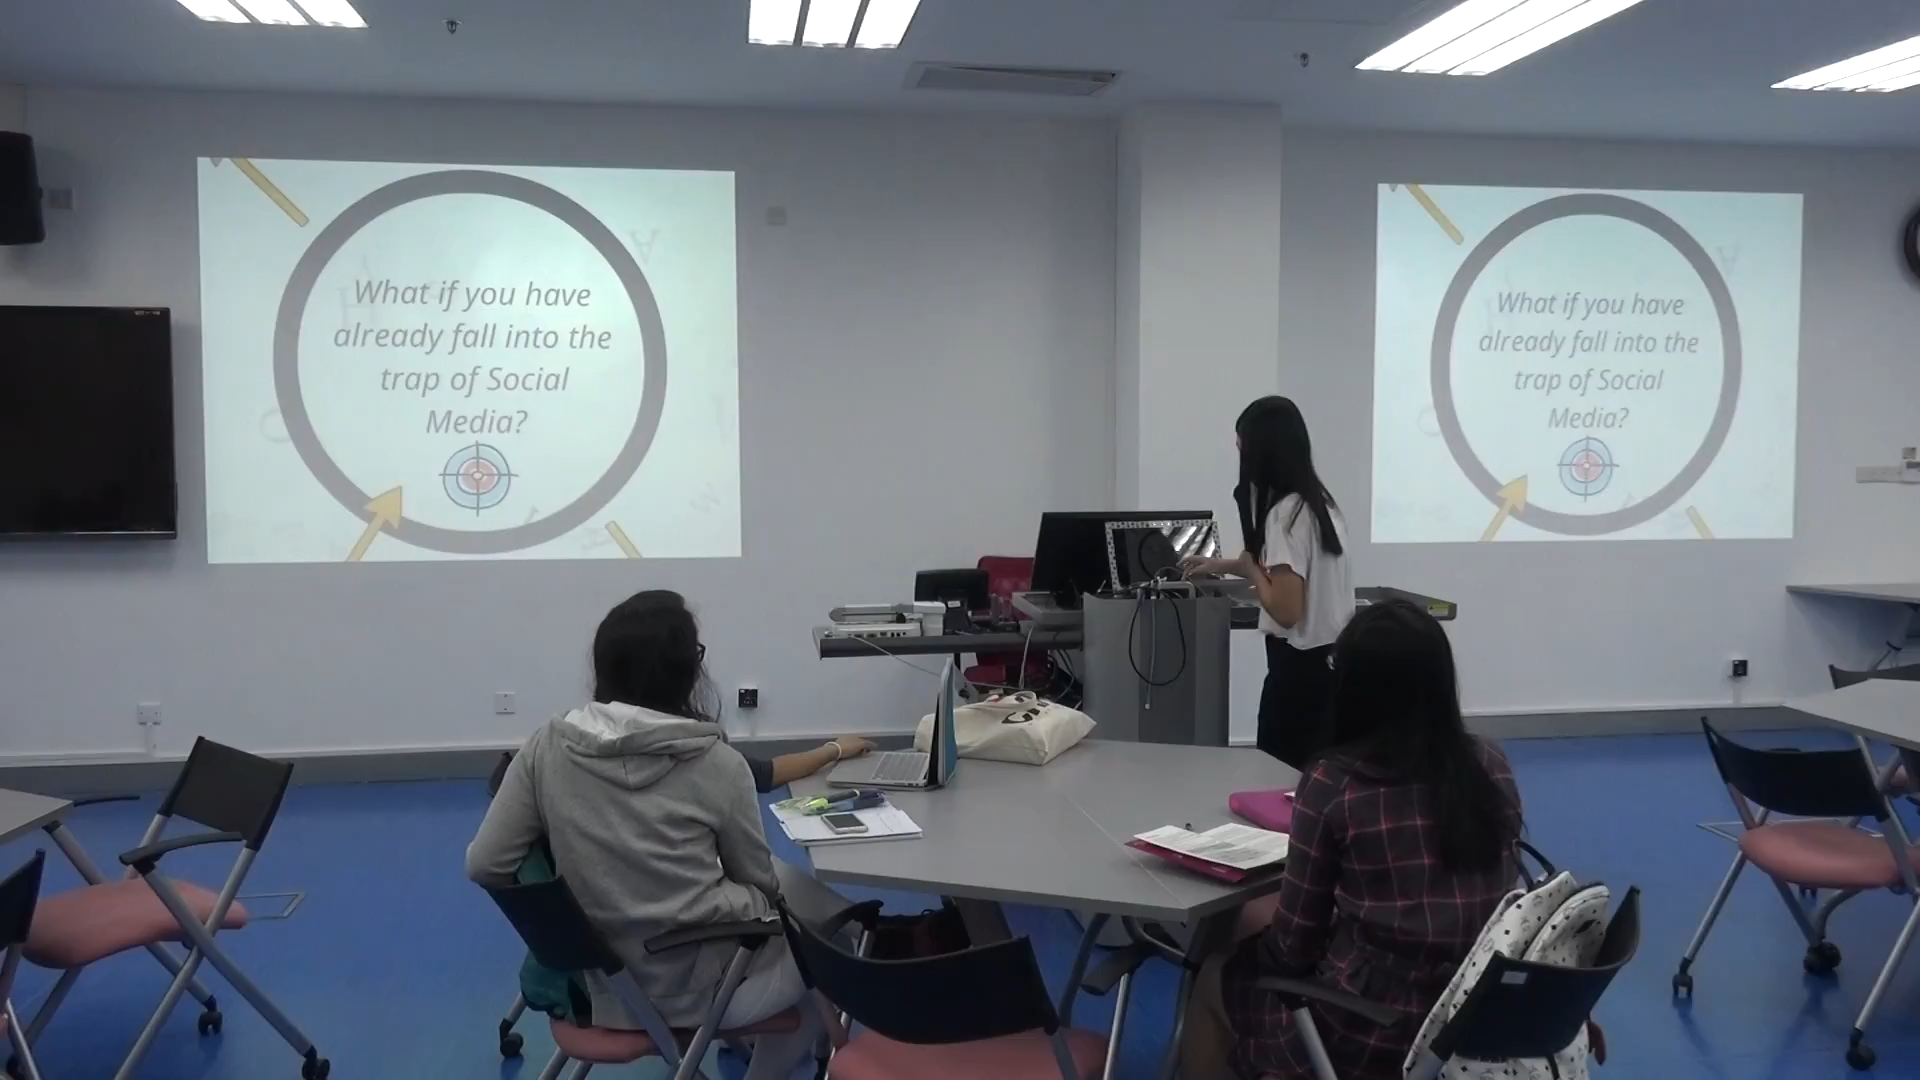 What if you have
already fall into the
trap of Social
Media?
What if you have
already fall into the
trap of Social
Media?